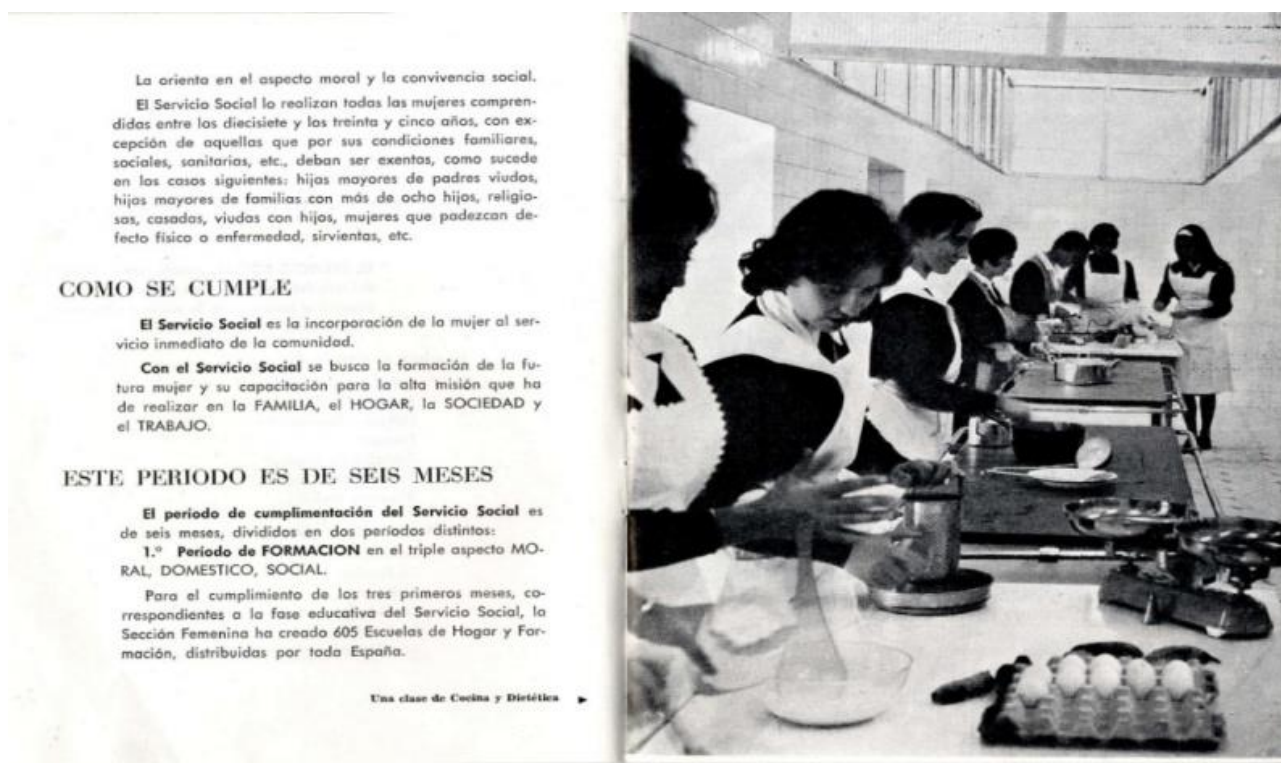 La orienta en el aspecto moral y la convivencia social.
El Servicio Social lo realizan todas las mujeres compren-
didas entre los diecisiete y los treinta y cinco años, con ex-
cepción de aquellas que por sus condiciones familiares,
sociales, sanitarias, etc., deban ser exentas, como sucede
en los casos siguientes: hijas mayores de padres viudos,
hijas mayores de familias con más de ocho hijos, religio-
sas, casadas, viudas con hijos, mujeres que padezcan de-
fecto físico o enfermedad, sirvientas, etc.
COMO SE CUMPLE
El Servicio Social es la incorporación de la mujer al ser-
vicio inmediato de la comunidad.
Con el Servicio Social se busca la formación de la fu-
tura mujer y su capacitación para la alta misión que ha
de realizar en la FAMILIA, el HOGAR, la SOCIEDAD y
el TRABAJO.
ESTE PERIODO ES DE SEIS MESES
El período de cumplimentación del Servicio Social es
de seis meses, divididos en dos períodos distintos:
1.º Período de FORMACION en el triple aspecto MO-
RAL, DOMESTICO, SOCIAL.
Para el cumplimiento de los tres primeros meses, co-
rrespondientes a la fase educativa del Servicio Social, la
Sección Femenina ha creado 605 Escuelas de Hogar y For-
mación, distribuidas por toda España.
Una clase de Cocina y Dietética ►